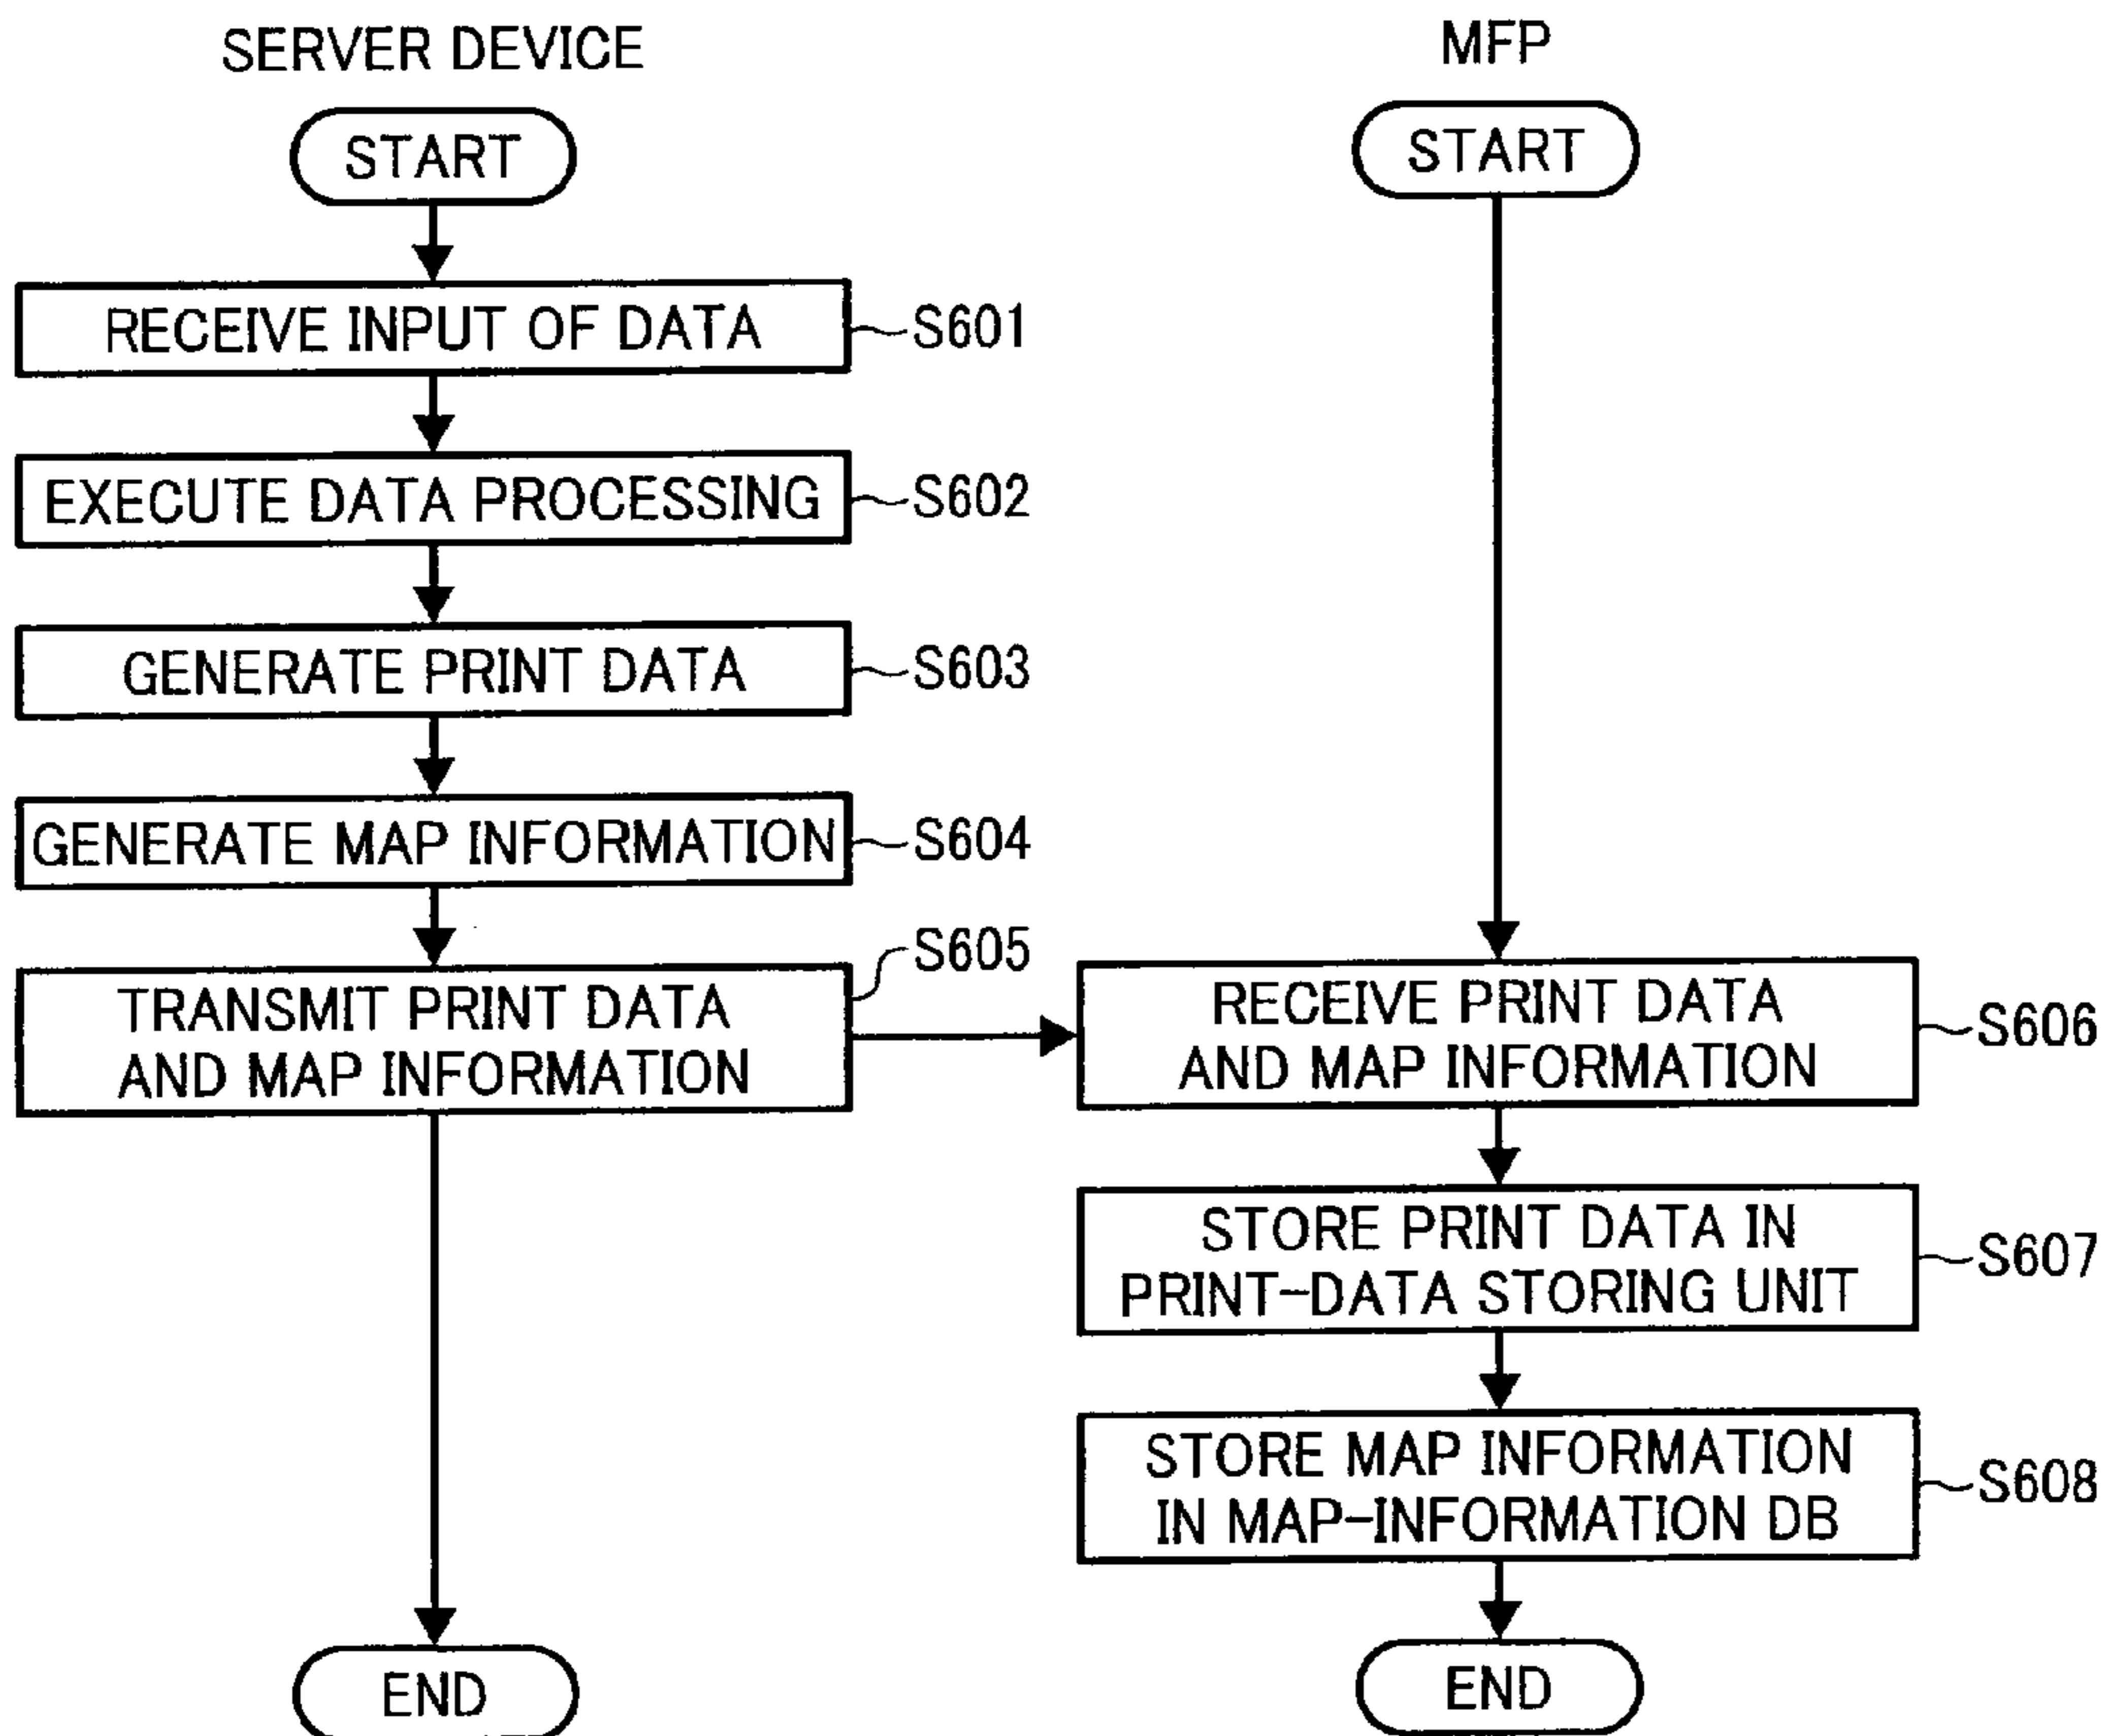 SERVER DEVICE
START
RECEIVE INPUT OF DATA
S601
EXECUTE DATA PROCESSING
S602
GENERATE PRINT DATA
S603
GENERATE MAP INFORMATION
S604
TRANSMIT PRINT DATA
AND MAP INFORMATION
S605
END
MFP
START
RECEIVE PRINT DATA
AND MAP INFORMATION
S606
STORE PRINT DATA IN
PRINT-DATA STORING UNIT
S607
STORE MAP INFORMATION
IN MAP-INFORMATION DB
S608
END